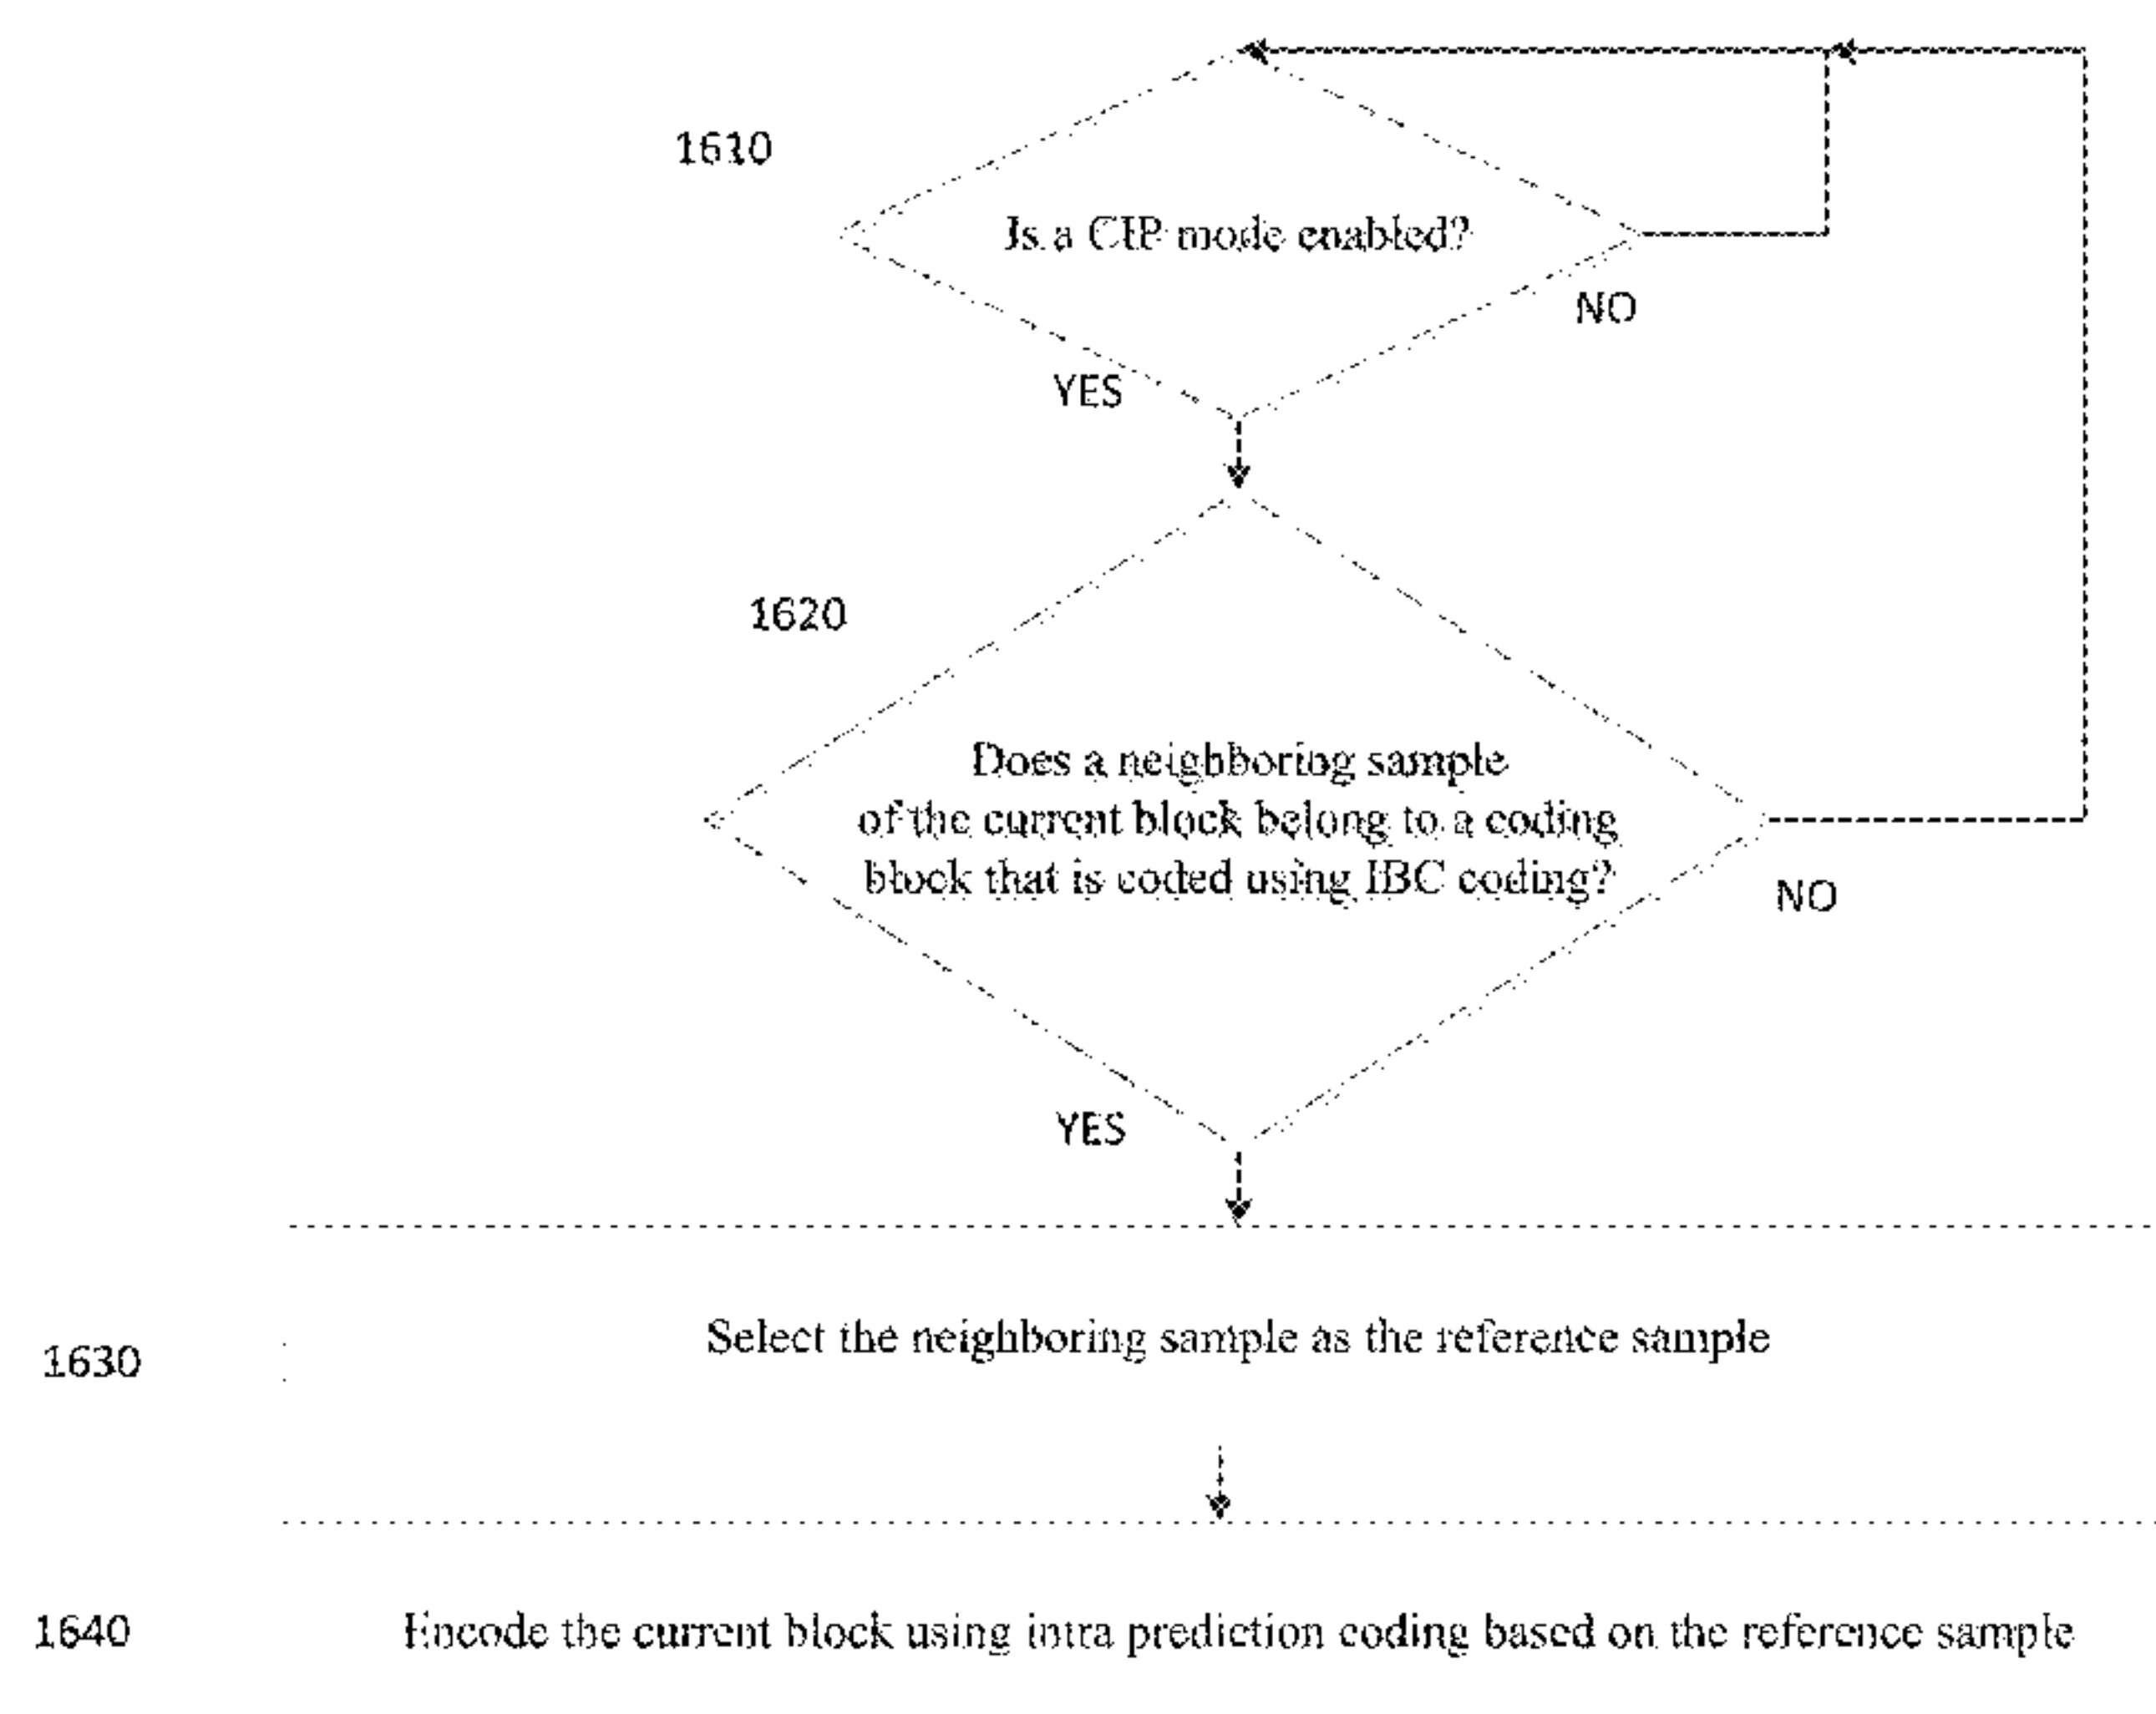 1610
Is a CIP mode enabled?
NO
YES
1620
Does a neighboring sample
of the current block belong to a coding
block that is coded using IBC coding?
NO
YES
Select the neighboring sample as the reference sample
1630
1640
Encode the current block using intra prediction coding based on the reference sample